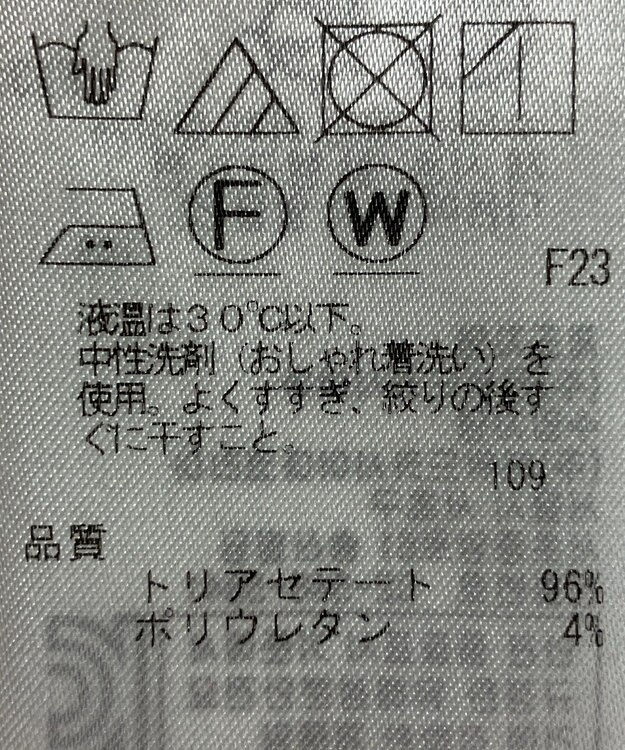 F W
F23
液温は30℃以下。
中性洗剤（おしゃれ着洗い）を
使用。よくすすぎ、絞りの後す
ぐに干すこと。
109
品質
トリアセテート 96%
ポリウレタン 4%